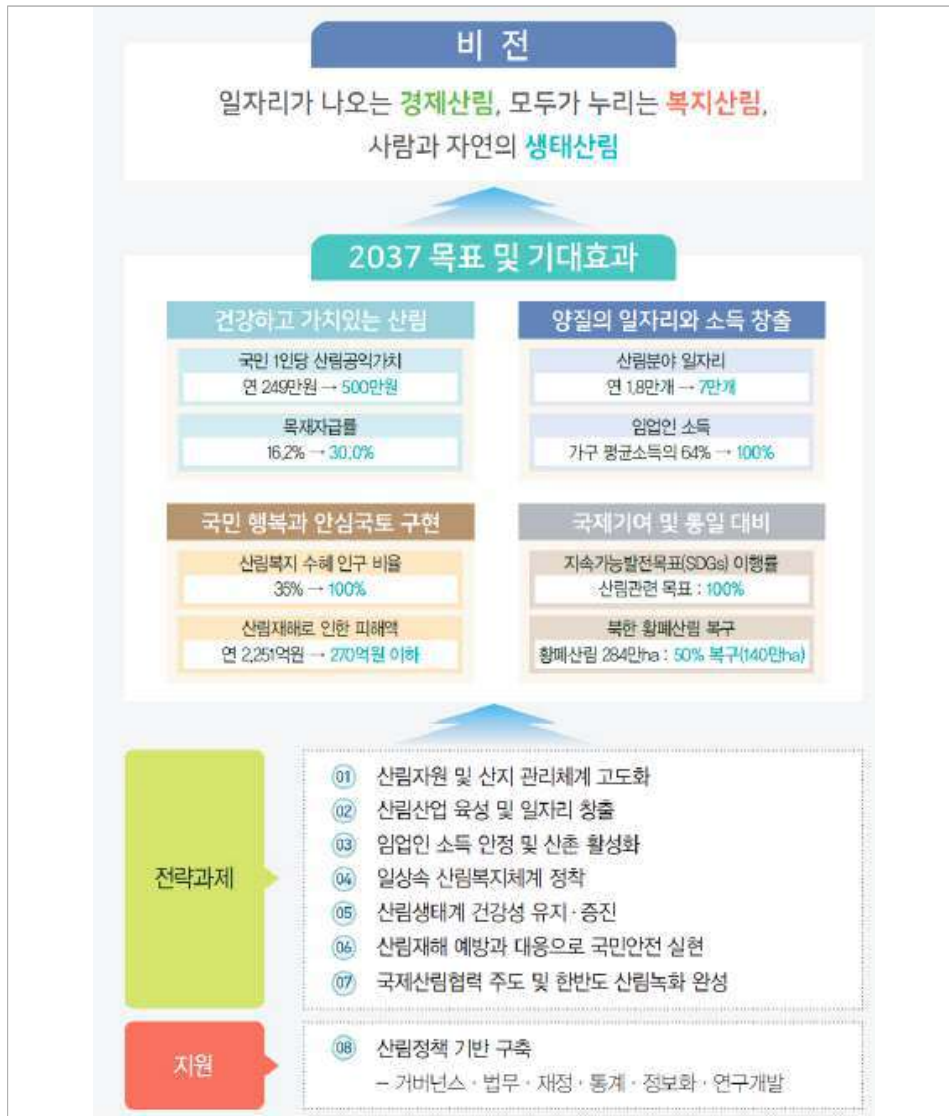 비 전
일자리가 나오는 경제산림, 모두가 누리는 복지산림,
사람과 자연의 생태산림
2037 목표 및 기대효과
건강하고 가치있는 산림
국민 1인당 산림공익가치
연 249만원 → 500만원
목재자급률
16.2% → 30.0%
양질의 일자리와 소득 창출
산림분야 일자리
연 1.8만개 → 7만개
임업인 소득
가구 평균소득의 64% → 100%
국민 행복과 안심국토 구현
산림복지 수혜 인구 비율
35% → 100%
산림재해로 인한 피해액
연 2,251억원 → 270억원 이하
국제기여 및 통일 대비
지속가능발전목표(SDGs) 이행률
산림관련 목표 : 100%
북한 황폐산림 복구
황폐산림 284만ha : 50% 복구(140만ha)
전략과제
01 산림자원 및 산지 관리체계 고도화
02 산림산업 육성 및 일자리 창출
03 임업인 소득 안정 및 산촌 활성화
04 일상속 산림복지체계 정착
05 산림생태계 건강성 유지·증진
06 산림재해 예방과 대응으로 국민안전 실현
07 국제산림협력 주도 및 한반도 산림녹화 완성
지원
08 산림정책 기반 구축
– 거버넌스 · 법무 · 재정 · 통계 · 정보화 · 연구개발